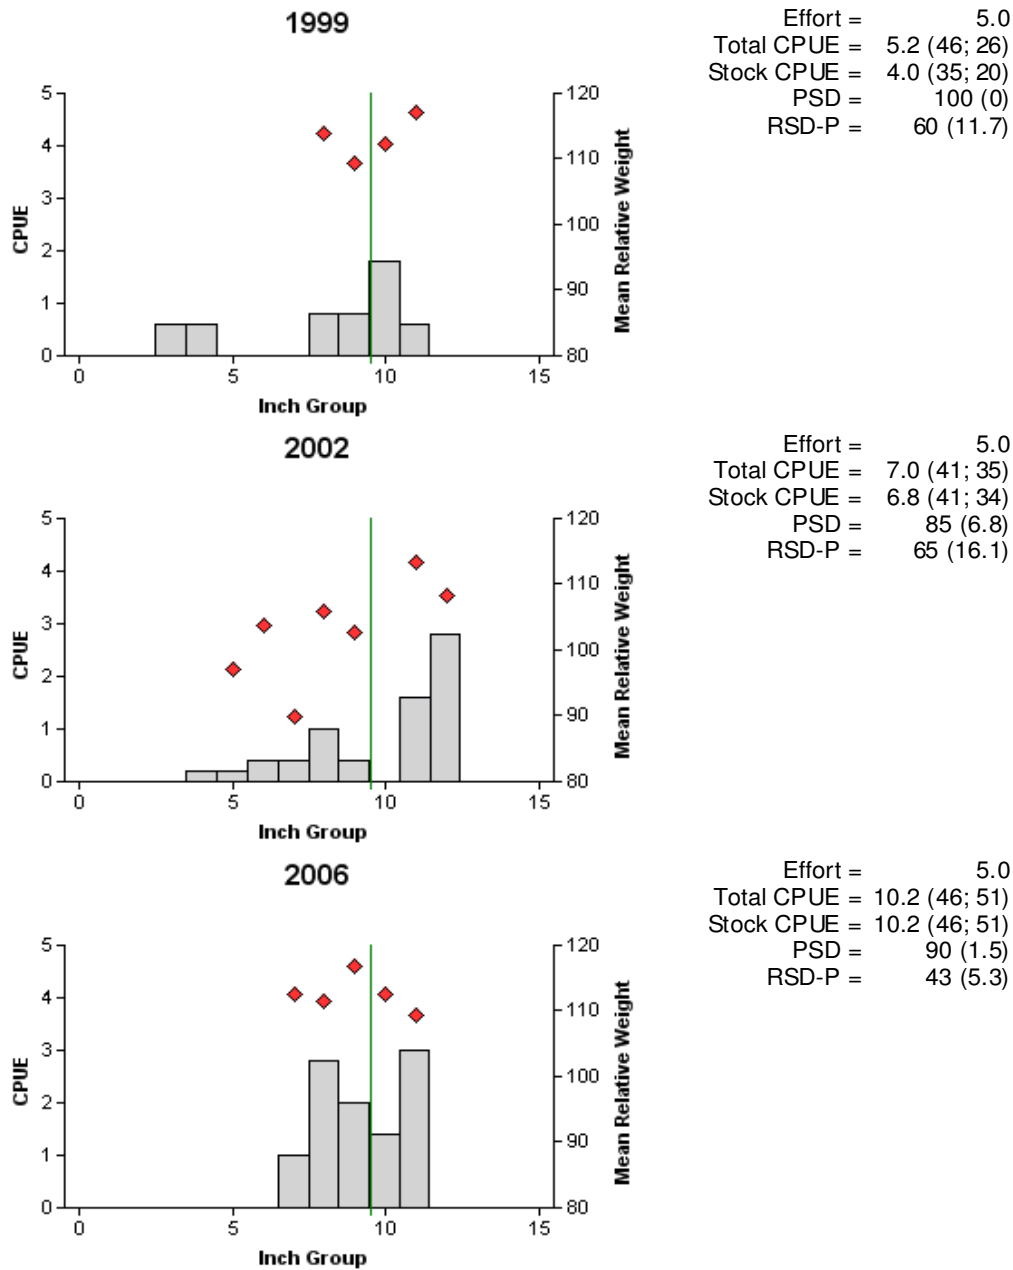 1999
Effort = 5.0
Total CPUE = 5.2 (46; 26)
Stock CPUE = 4.0 (35; 20)
PSD = 100 (0)
RSD-P = 60 (11.7)
5
4
3
2
1
0
CPUE
120
110
100
90
80
Mean Relative Weight
0 5 10 15
Inch Group
2002
Effort = 5.0
Total CPUE = 7.0 (41; 35)
Stock CPUE = 6.8 (41; 34)
PSD = 85 (6.8)
RSD-P = 65 (16.1)
5
4
3
2
1
0
CPUE
120
110
100
90
80
Mean Relative Weight
0 5 10 15
Inch Group
2006
Effort = 5.0
Total CPUE = 10.2 (46; 51)
Stock CPUE = 10.2 (46; 51)
PSD = 90 (1.5)
RSD-P = 43 (5.3)
5
4
3
2
1
0
CPUE
120
110
100
90
80
Mean Relative Weight
0 5 10 15
Inch Group